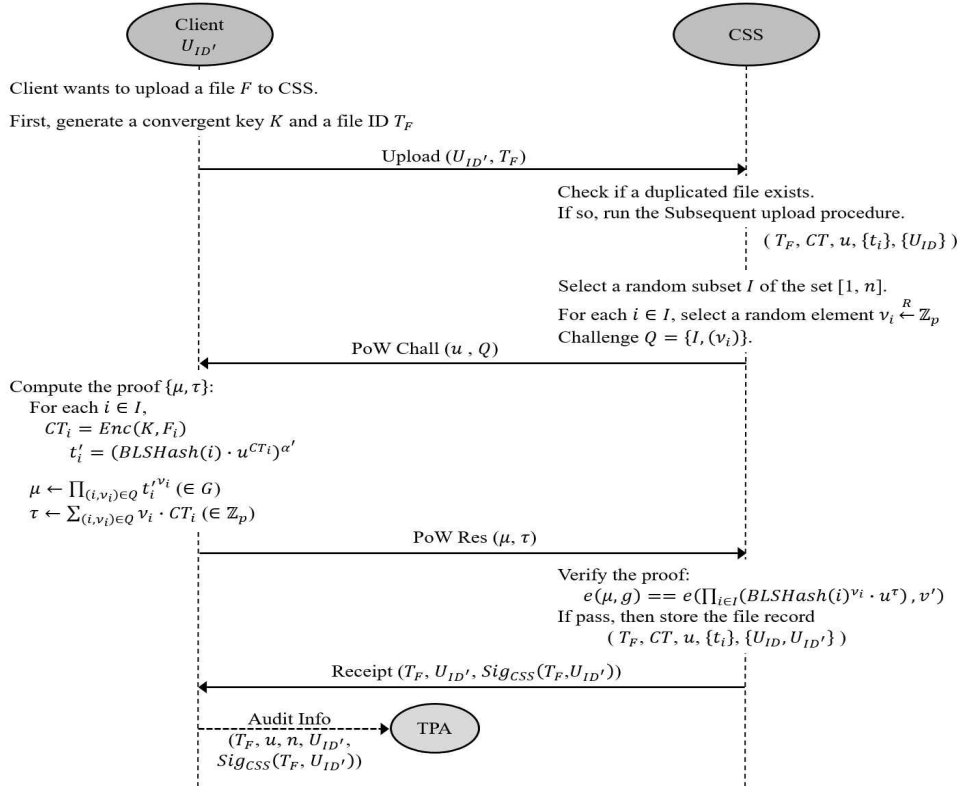 Client
U_{ID′}
CSS
Client wants to upload a file F to CSS.
First, generate a convergent key K and a file ID T_F
Upload (U_{ID′}, T_F)
Check if a duplicated file exists.
If so, run the Subsequent upload procedure.
( T_F, CT, u, {t_i}, {U_{ID}} )
Select a random subset I of the set [1, n].
For each i ∈ I, select a random element ν_i ←^R ℤ_p
Challenge Q = {I, (ν_i)}.
PoW Chall (u , Q)
Compute the proof {μ, τ}:
For each i ∈ I,
CT_i = Enc(K, F_i)
t′_i = (BLSHash(i) · u^{CT_i})^{α′}
μ ← ∏_{(i,ν_i)∈Q} t′_i^{ν_i} (∈ G)
τ ← ∑_{(i,ν_i)∈Q} ν_i · CT_i (∈ ℤ_p)
PoW Res (μ, τ)
Verify the proof:
e(μ, g) == e(∏_{i∈I}(BLSHash(i)^{ν_i} · u^τ) , v′)
If pass, then store the file record
( T_F, CT, u, {t_i}, {U_{ID}, U_{ID′}} )
Receipt (T_F, U_{ID′}, Sig_{CSS}(T_F,U_{ID′}))
Audit Info
(T_F, u, n, U_{ID′},
Sig_{CSS}(T_F, U_{ID′}))
TPA